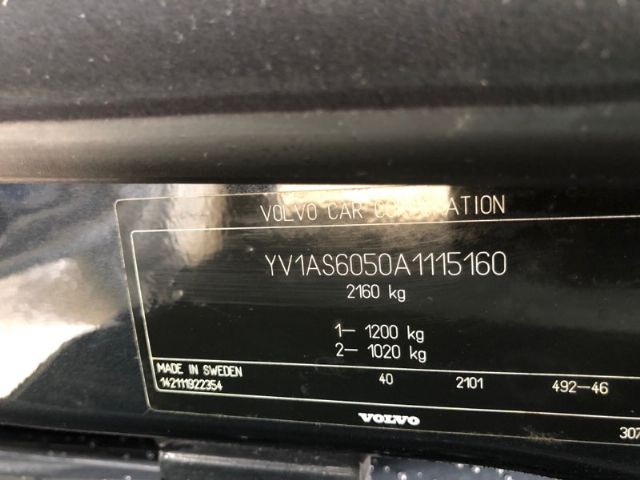 VOLVO CAR CORPORATION
YV1AS6050A1115160
2160 kg
1- 1200 kg
2- 1020 kg
MADE IN SWEDEN
142111922354
40 2101 492-46
VOLVO
307